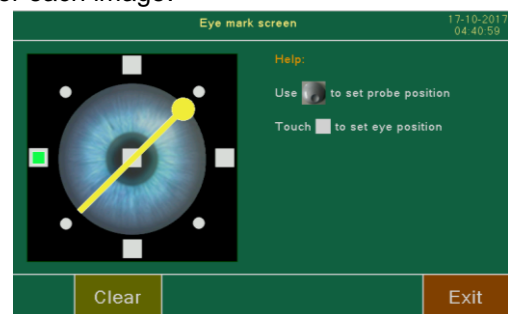 or each image.
Eye mark screen
17-10-2017
04:40:59
Help:
Use to set probe position
Touch to set eye position
Clear
Exit